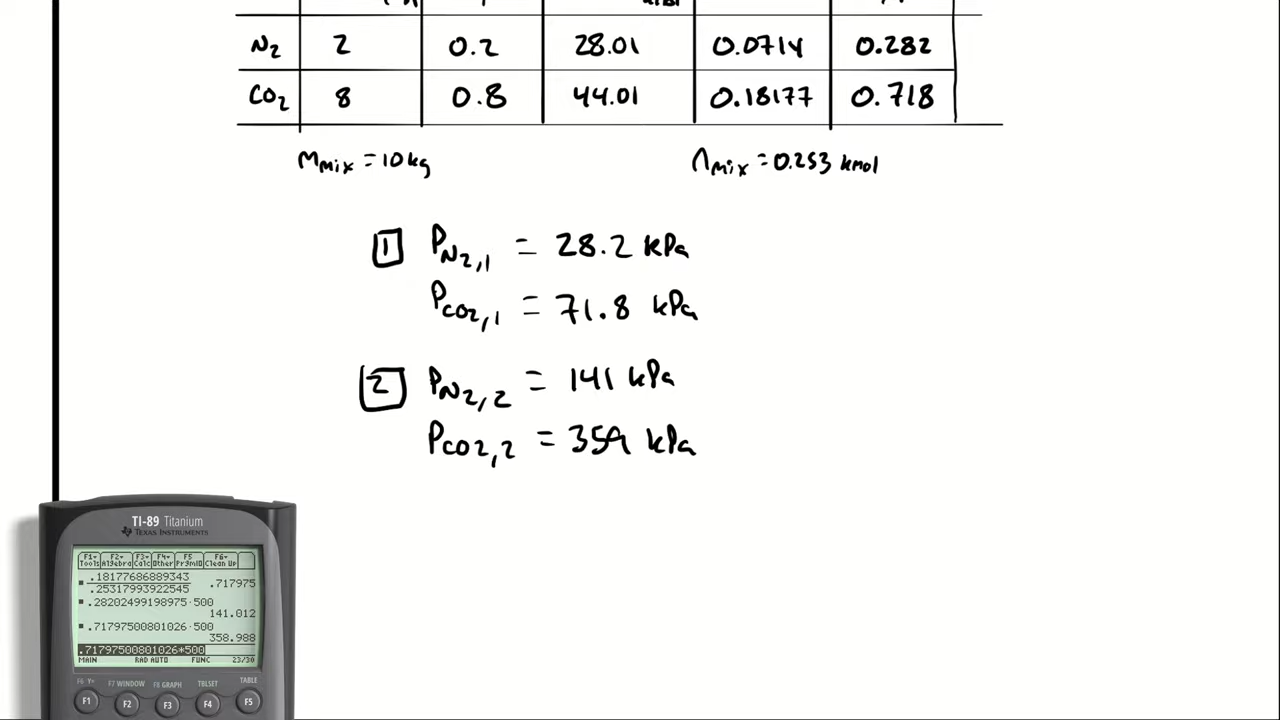 N₂ 2 0.2 28.01 0.0714 0.282
CO₂ 8 0.8 44.01 0.18177 0.718
Mmix = 10 kg nmix = 0.253 kmol
1 P_N₂,₁ = 28.2 kPa
P_CO₂,₁ = 71.8 kPa
2 P_N₂,₂ = 141 kPa
P_CO₂,₂ = 359 kPa
TI-89 Titanium
TEXAS INSTRUMENTS
F1▾ F2▾ F3▾ F4▾ F5 F6▾
Tools Algebra Calc Other PrgmIO Clean Up
.18177686889343
.25317993922545 .717975
.28202499198975·500
141.012
.71797500801026·500
358.988
.71797500801026*500
MAIN RAD AUTO FUNC 23/30
F6 Y= F7 WINDOW F8 GRAPH TBLSET TABLE
F1 F2 F3 F4 F5